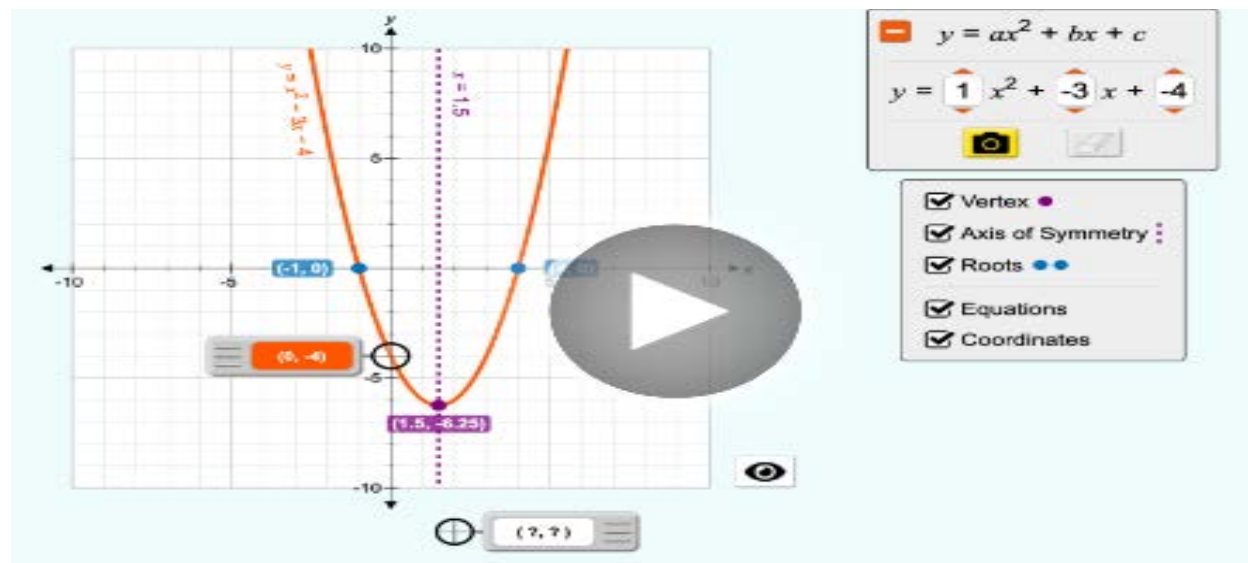 y
10
5
-10
-5
10
x
-5
-10
y = x² − 3x − 4
x = 1.5
(-1, 0)
(0, -4)
(1.5, -6.25)
(?, ?)
y = ax² + bx + c
y = 1 x² + -3 x + -4
Vertex
Axis of Symmetry
Roots
Equations
Coordinates